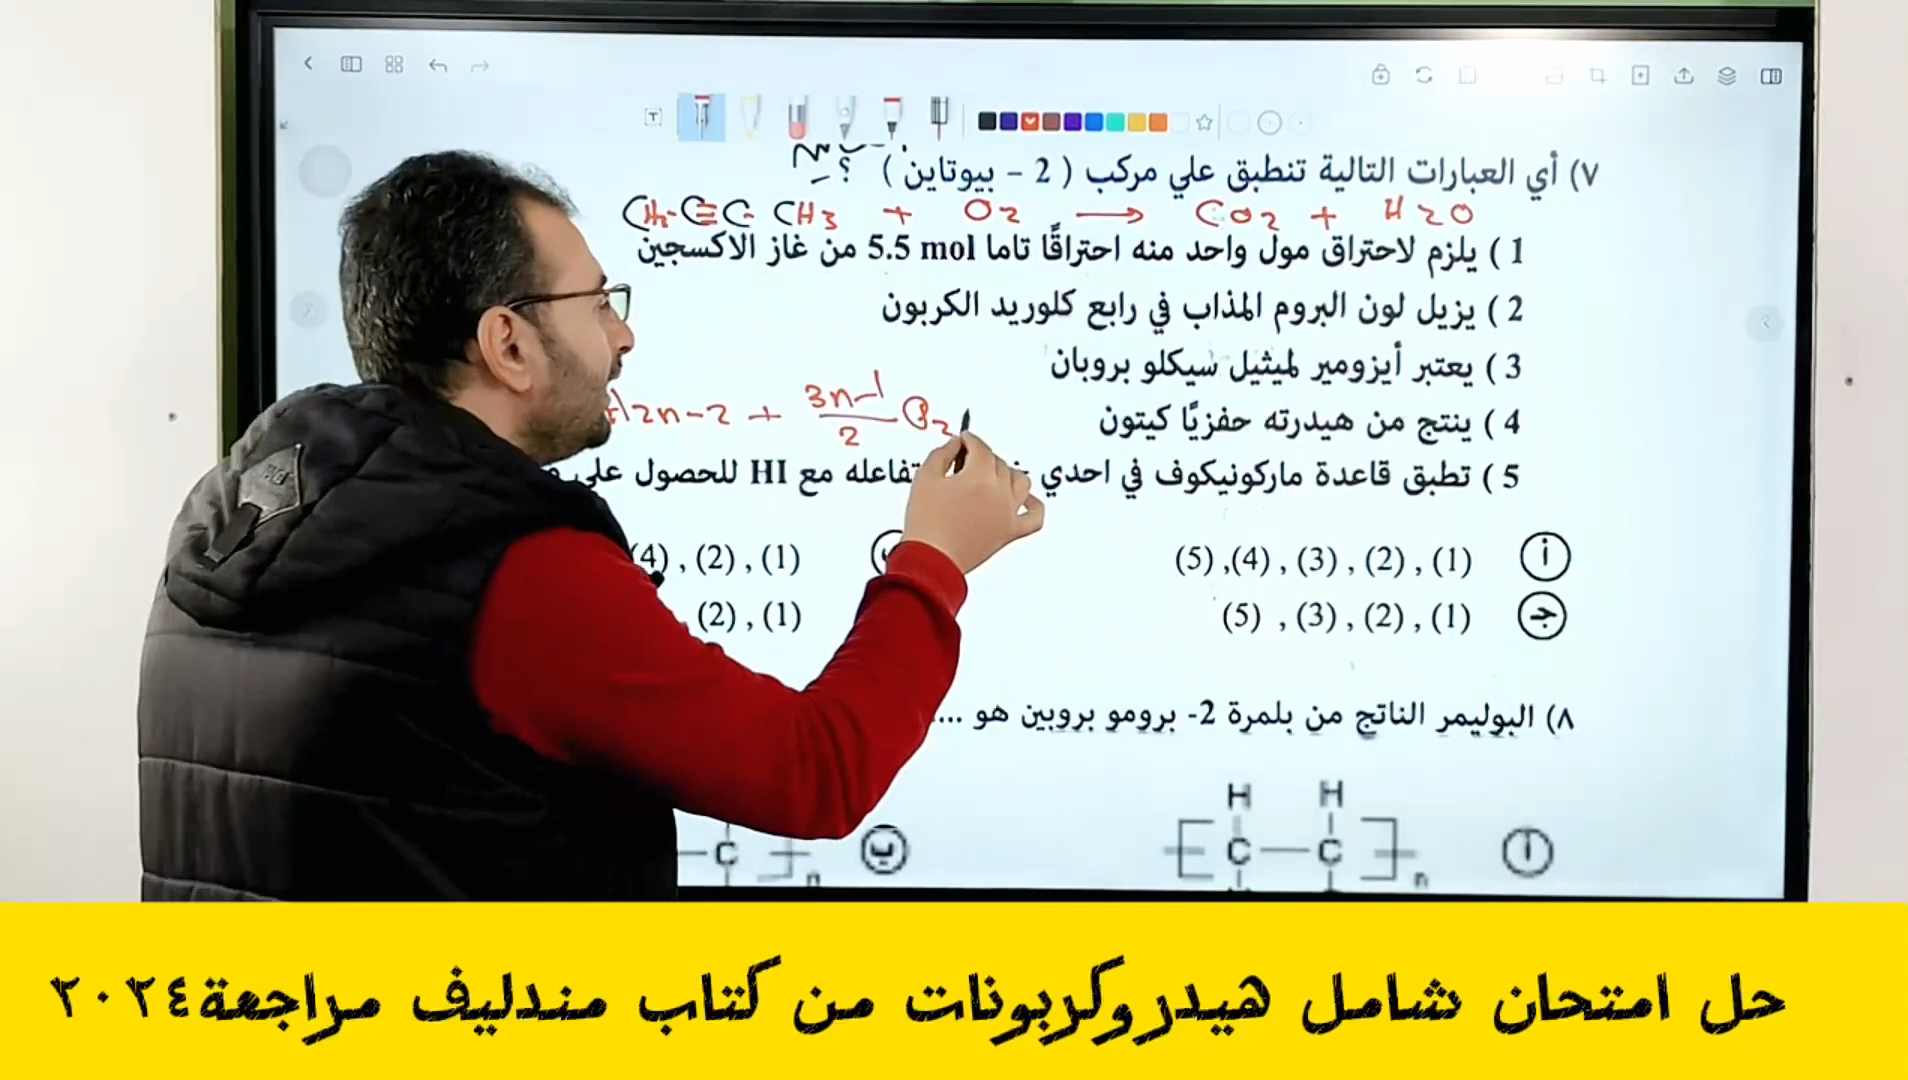 ٧) أي العبارات التالية تنطبق علي مركب ( 2 - بيوتاين ) ؟
CH3-C≡C-CH3 + O2 → CO2 + H2O
1 ) يلزم لاحتراق مول واحد منه احتراقًا تاما 5.5 mol من غاز الاكسجين
2 ) يزيل لون البروم المذاب في رابع كلوريد الكربون
3 ) يعتبر أيزومير لميثيل سيكلو بروبان
H2n-2 + 3n-1/2 O2
4 ) ينتج من هيدرته حفزيًا كيتون
5 ) تطبق قاعدة ماركونيكوف في احدي تفاعله مع HI للحصول علي
أ (1) , (2) , (3) , (4), (5)
(1) , (2) , (4)
ج (1) , (2) , (3) , (5)
(1) , (2)
٨) البوليمر الناتج من بلمرة 2- برومو بروبين هو ....
H H
أ C C n
ب C n
حل امتحان شامل هيدروكربونات من كتاب مندليف مراجعة ٢٠٢٤